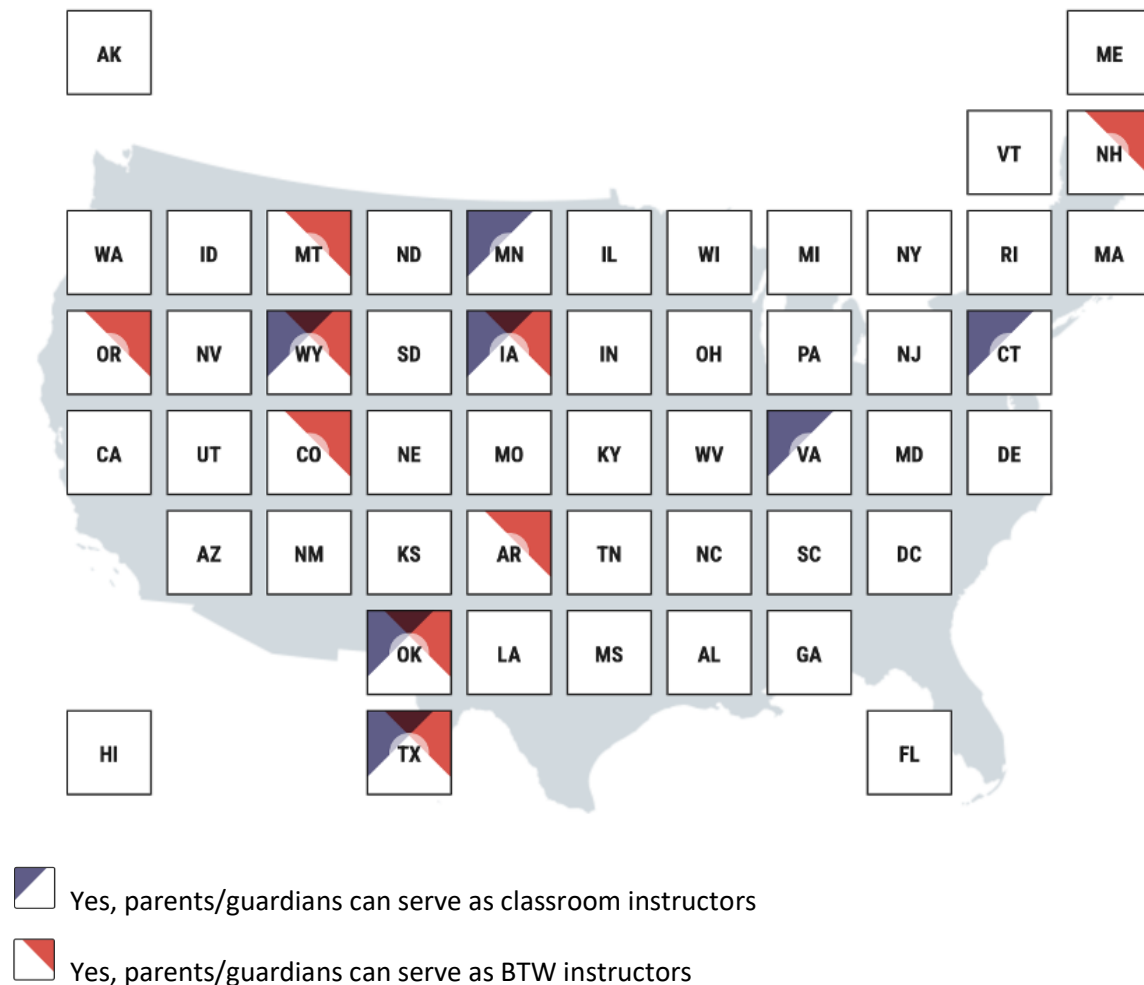 AK ME
VT NH
WA ID MT ND MN IL WI MI NY RI MA
OR NV WY SD IA IN OH PA NJ CT
CA UT CO NE MO KY WV VA MD DE
AZ NM KS AR TN NC SC DC
OK LA MS AL GA
HI TX FL
Yes, parents/guardians can serve as classroom instructors
Yes, parents/guardians can serve as BTW instructors